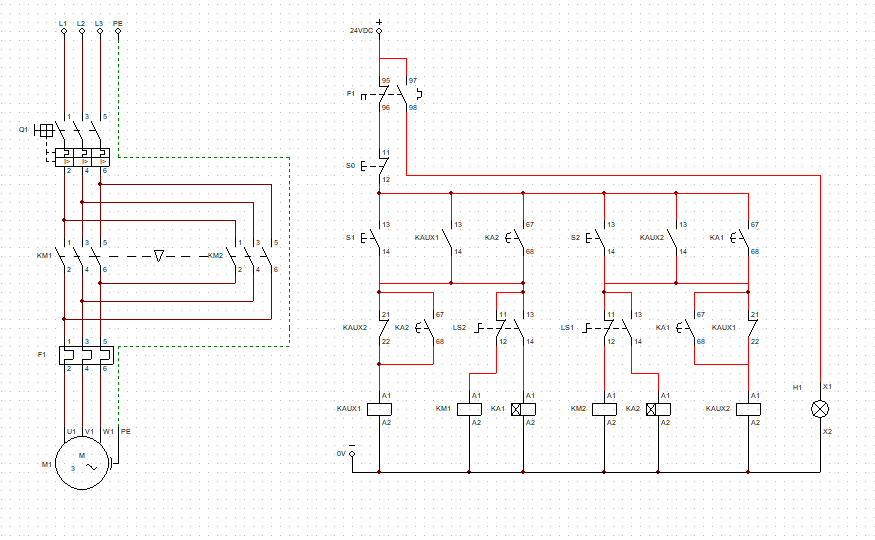 L1 L2 L3 PE
+
24VDC
95 97
F1
96 98
1 3 5
Q1
I> I> I>
2 4 6
11
S0
12
13 13 67 13 13 67
S1 KAUX1 KA2 S2 KAUX2 KA1
14 14 68 14 14 68
1 3 5 1 3 5
KM1 KM2
2 4 6 2 4 6
21 67 11 13 11 13 67 21
KAUX2 KA2 LS2 LS1 KA1 KAUX1
22 68 12 14 12 14 68 22
1 3 5
F1
2 4 6
A1 A1 A1 A1 A1 A1 X1
KAUX1 KM1 KA1 KM2 KA2 KAUX2 H1
A2 A2 A2 A2 A2 A2 X2
U1 V1 W1 PE
M
M1 3
−
0V